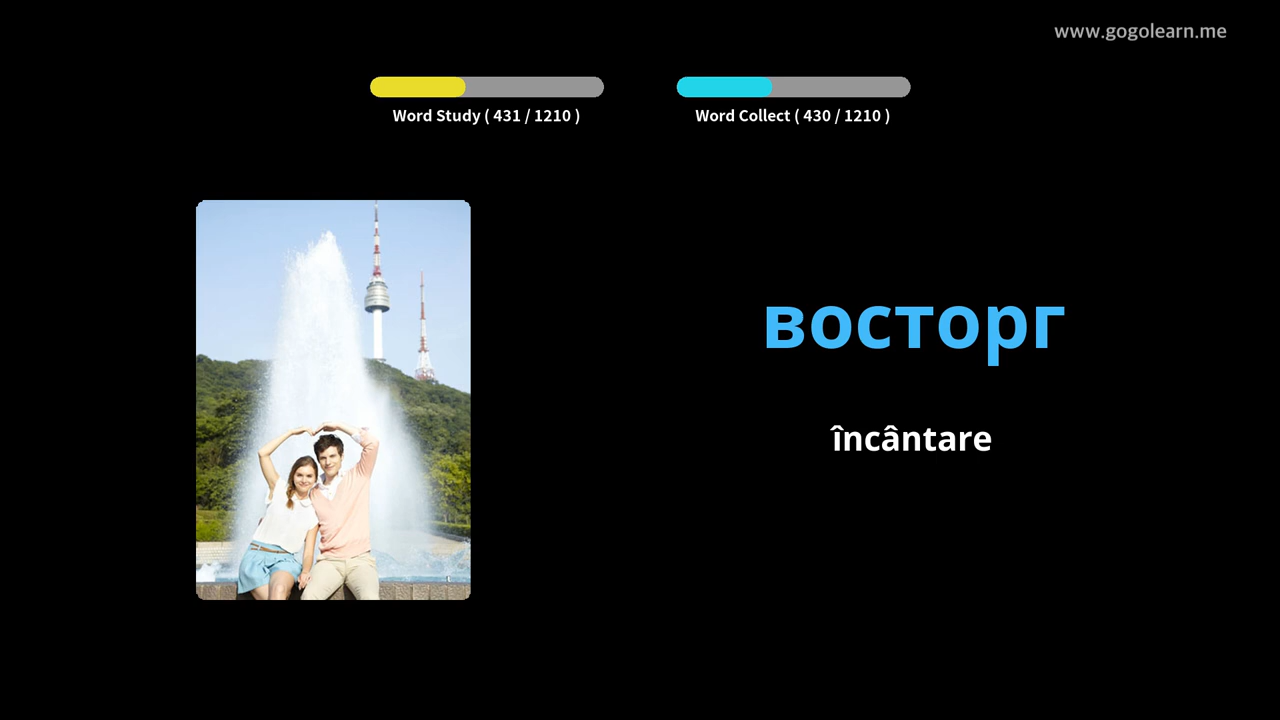 www.gogolearn.me
Word Study ( 431 / 1210 )
Word Collect ( 430 / 1210 )
восторг
încântare